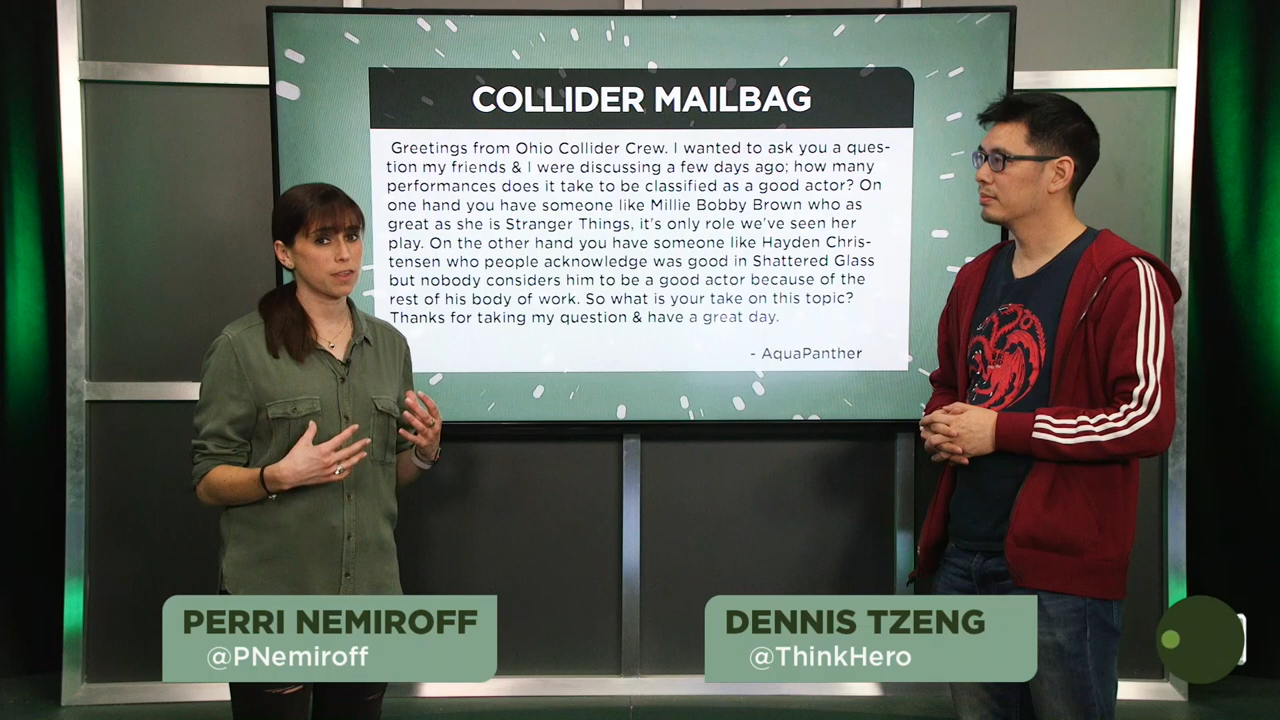 COLLIDER MAILBAG
Greetings from Ohio Collider Crew. I wanted to ask you a ques-
tion my friends & I were discussing a few days ago; how many
performances does it take to be classified as a good actor? On
one hand you have someone like Millie Bobby Brown who as
great as she is Stranger Things, it's only role we've seen her
play. On the other hand you have someone like Hayden Chris-
tensen who people acknowledge was good in Shattered Glass
but nobody considers him to be a good actor because of the
rest of his body of work. So what is your take on this topic?
Thanks for taking my question & have a great day.
- AquaPanther
PERRI NEMIROFF
@PNemiroff
DENNIS TZENG
@ThinkHero